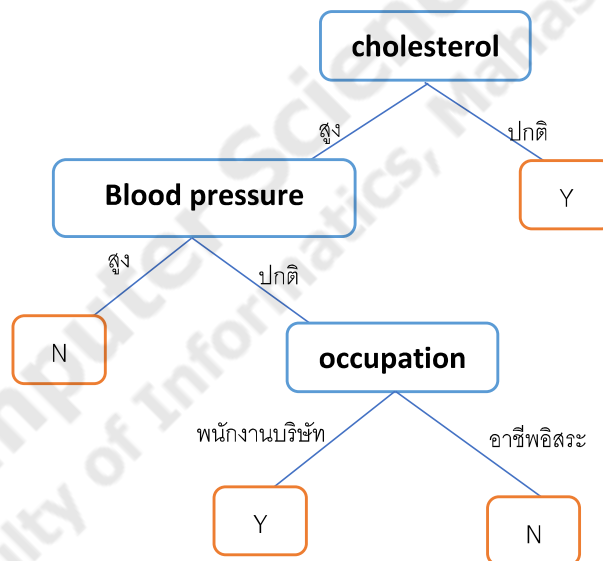 cholesterol
สูง
ปกติ
Blood pressure
Y
สูง
ปกติ
N
occupation
พนักงานบริษัท
อาชีพอิสระ
Y
N